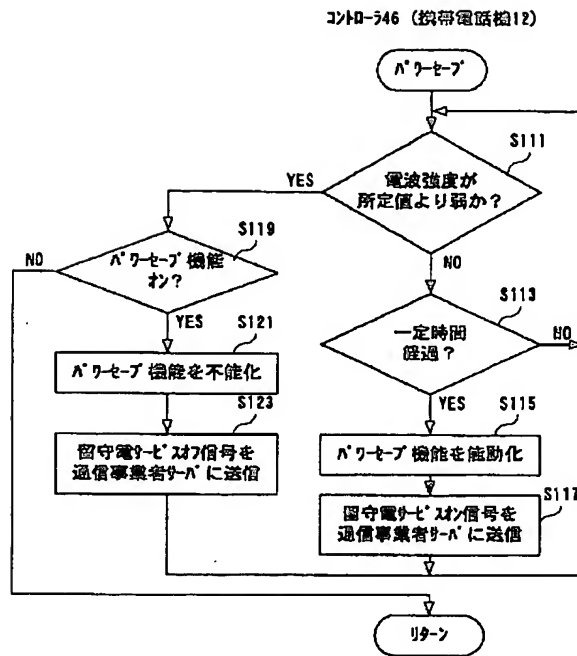 コントローラ46 (携帯電話機12)
パワーセーブ
S111
電波強度が
所定値より弱か?
YES
NO
S119
パワーセーブ機能
オン?
NO
YES
S113
一定時間
経過?
NO
YES
S121
パワーセーブ機能を不能化
S115
パワーセーブ機能を能動化
S123
留守電サービスオフ信号を
通信事業者サーバに送信
S117
留守電サービスオン信号を
通信事業者サーバに送信
リターン